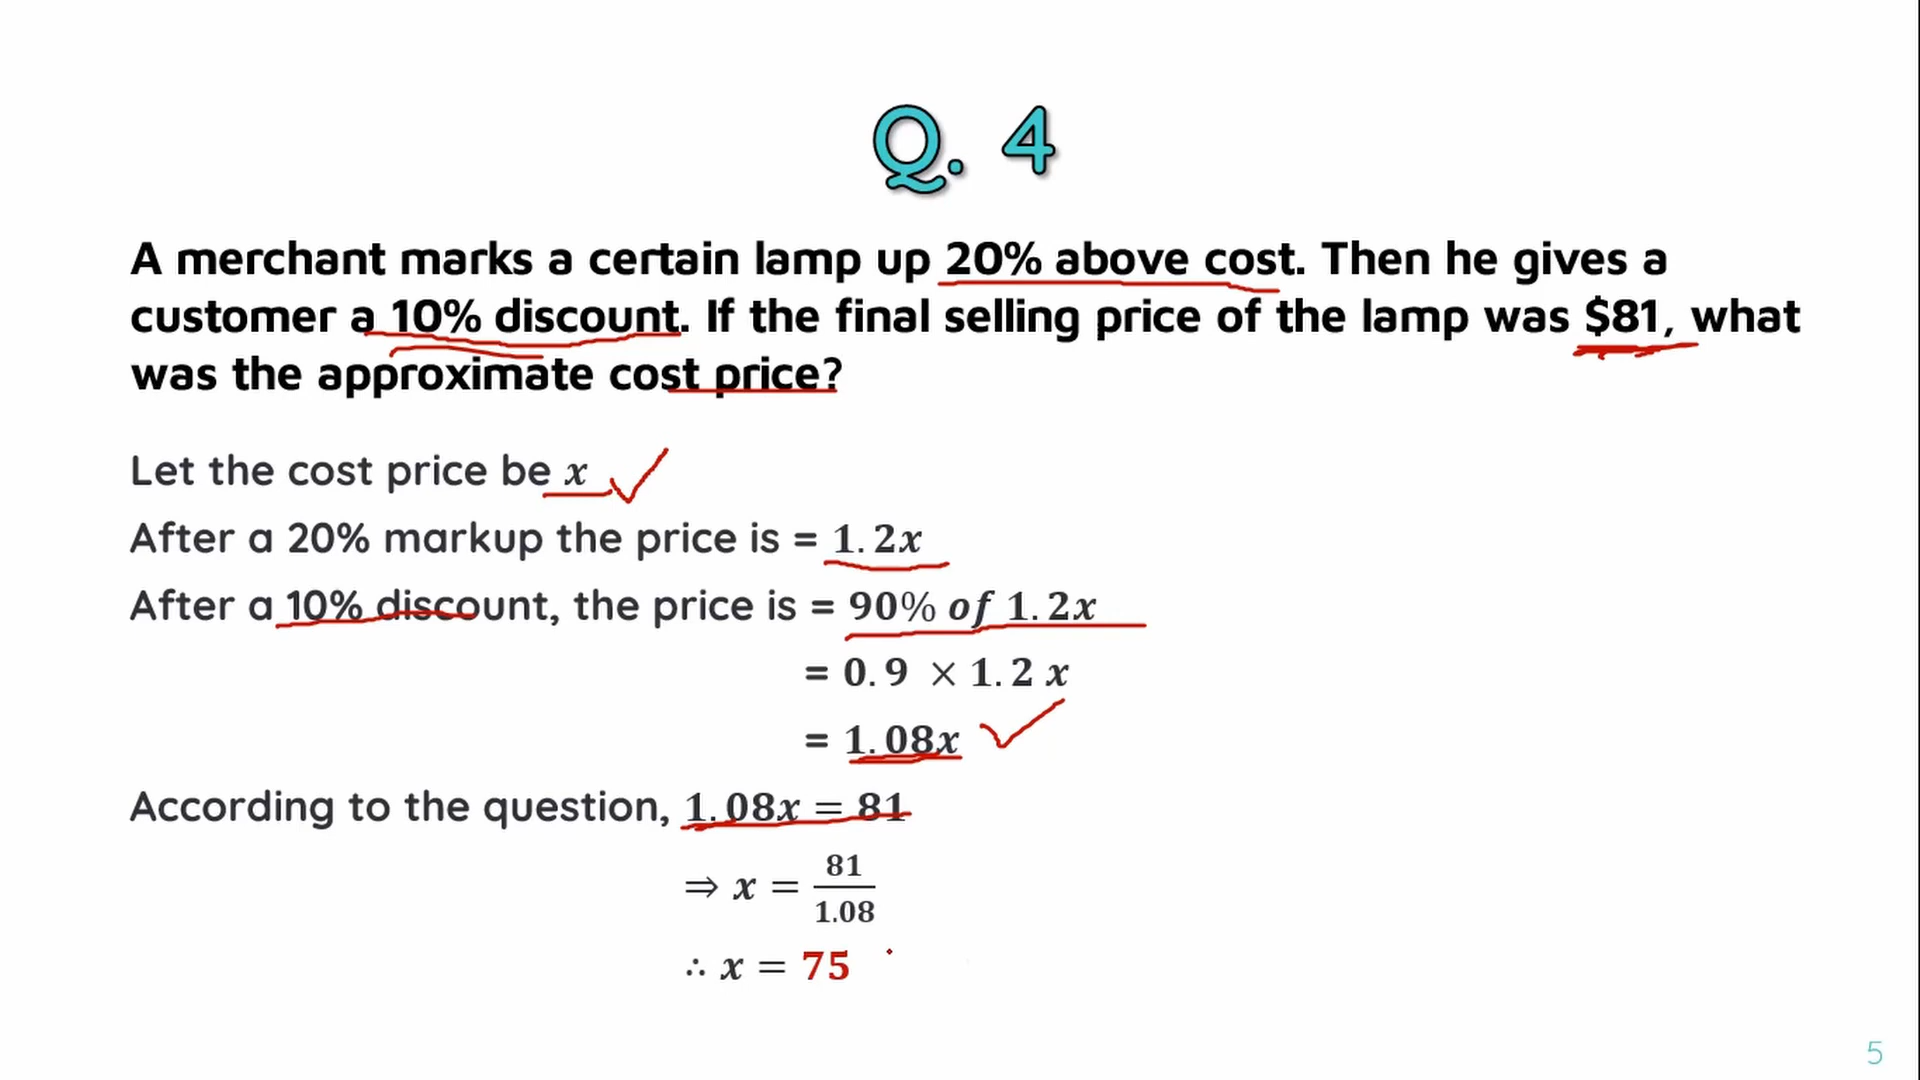 Q. 4
A merchant marks a certain lamp up 20% above cost. Then he gives a
customer a 10% discount. If the final selling price of the lamp was $81, what
was the approximate cost price?
Let the cost price be x
After a 20% markup the price is = 1.2x
After a 10% discount, the price is = 90% of 1.2x
= 0.9 × 1.2 x
= 1.08x
According to the question, 1.08x = 81
⇒ x = 81/1.08
∴ x = 75
5